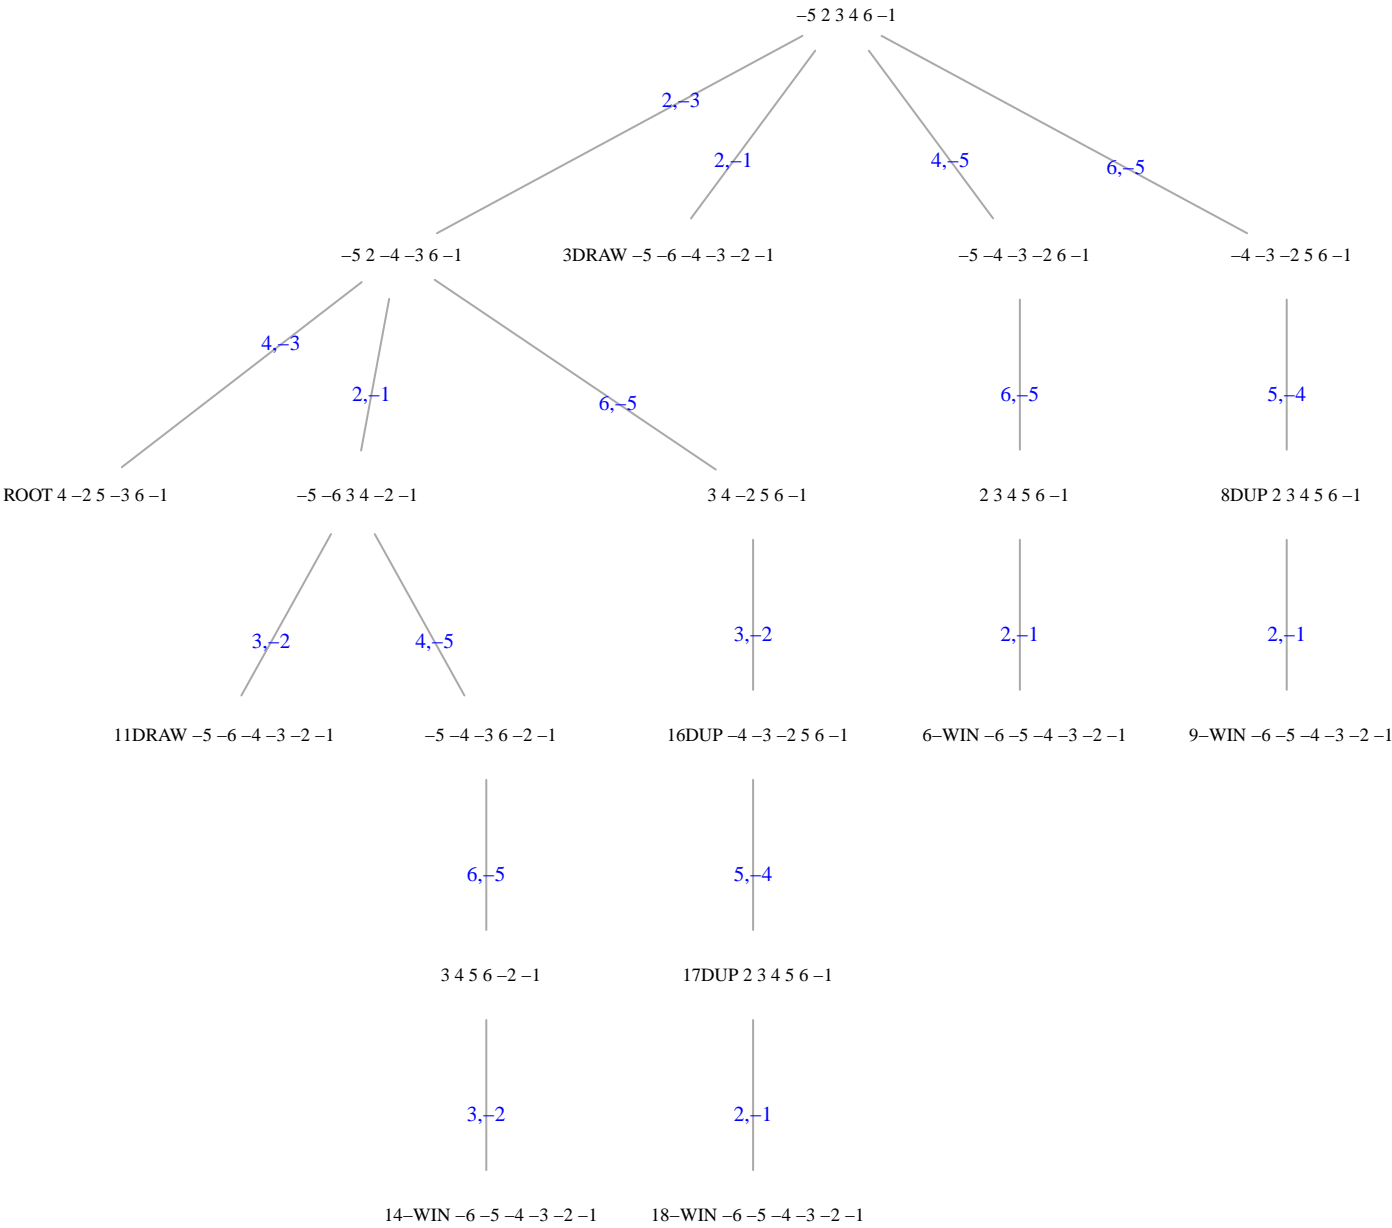 –5 2 3 4 6 –1
2,–3
2,–1
4,–5
6,–5
–5 2 –4 –3 6 –1
3DRAW –5 –6 –4 –3 –2 –1
–5 –4 –3 –2 6 –1
–4 –3 –2 5 6 –1
4,–3
2,–1
6,–5
6,–5
5,–4
ROOT 4 –2 5 –3 6 –1
–5 –6 3 4 –2 –1
3 4 –2 5 6 –1
2 3 4 5 6 –1
8DUP 2 3 4 5 6 –1
3,–2
4,–5
3,–2
2,–1
2,–1
11DRAW –5 –6 –4 –3 –2 –1
–5 –4 –3 6 –2 –1
16DUP –4 –3 –2 5 6 –1
6–WIN –6 –5 –4 –3 –2 –1
9–WIN –6 –5 –4 –3 –2 –1
6,–5
5,–4
3 4 5 6 –2 –1
17DUP 2 3 4 5 6 –1
3,–2
2,–1
14–WIN –6 –5 –4 –3 –2 –1
18–WIN –6 –5 –4 –3 –2 –1